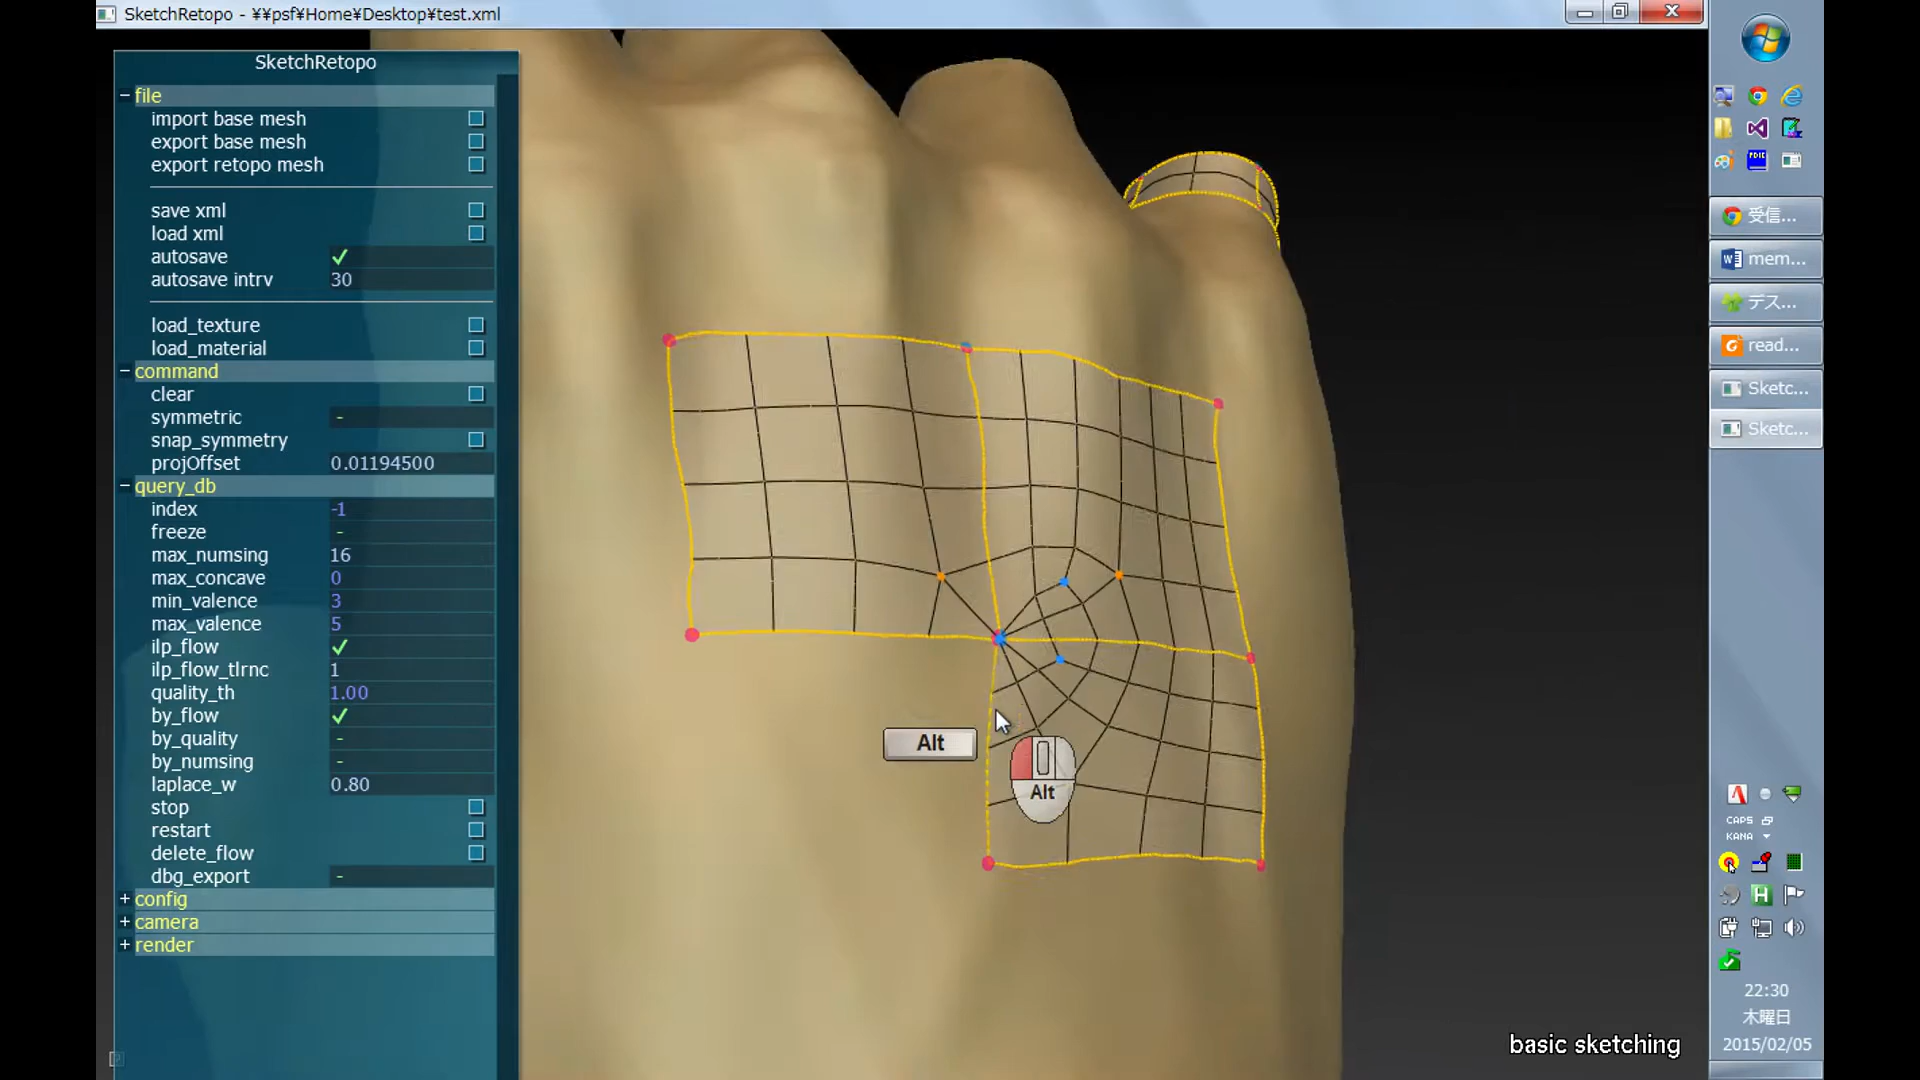 SketchRetopo - ¥¥psf¥Home¥Desktop¥test.xml
SketchRetopo
− file
import base mesh
export base mesh
export retopo mesh
save xml
load xml
autosave ✓
autosave intrv 30
load_texture
load_material
− command
clear
symmetric -
snap_symmetry
projOffset 0.01194500
− query_db
index -1
freeze -
max_numsing 16
max_concave 0
min_valence 3
max_valence 5
ilp_flow ✓
ilp_flow_tlrnc 1
quality_th 1.00
by_flow ✓
by_quality -
by_numsing -
laplace_w 0.80
stop
restart
delete_flow
dbg_export -
+ config
+ camera
+ render
Alt
Alt
basic sketching
PDIC
受信...
mem...
デス...
read...
Sketc...
Sketc...
A
CAPS
KANA
H
22:30
木曜日
2015/02/05